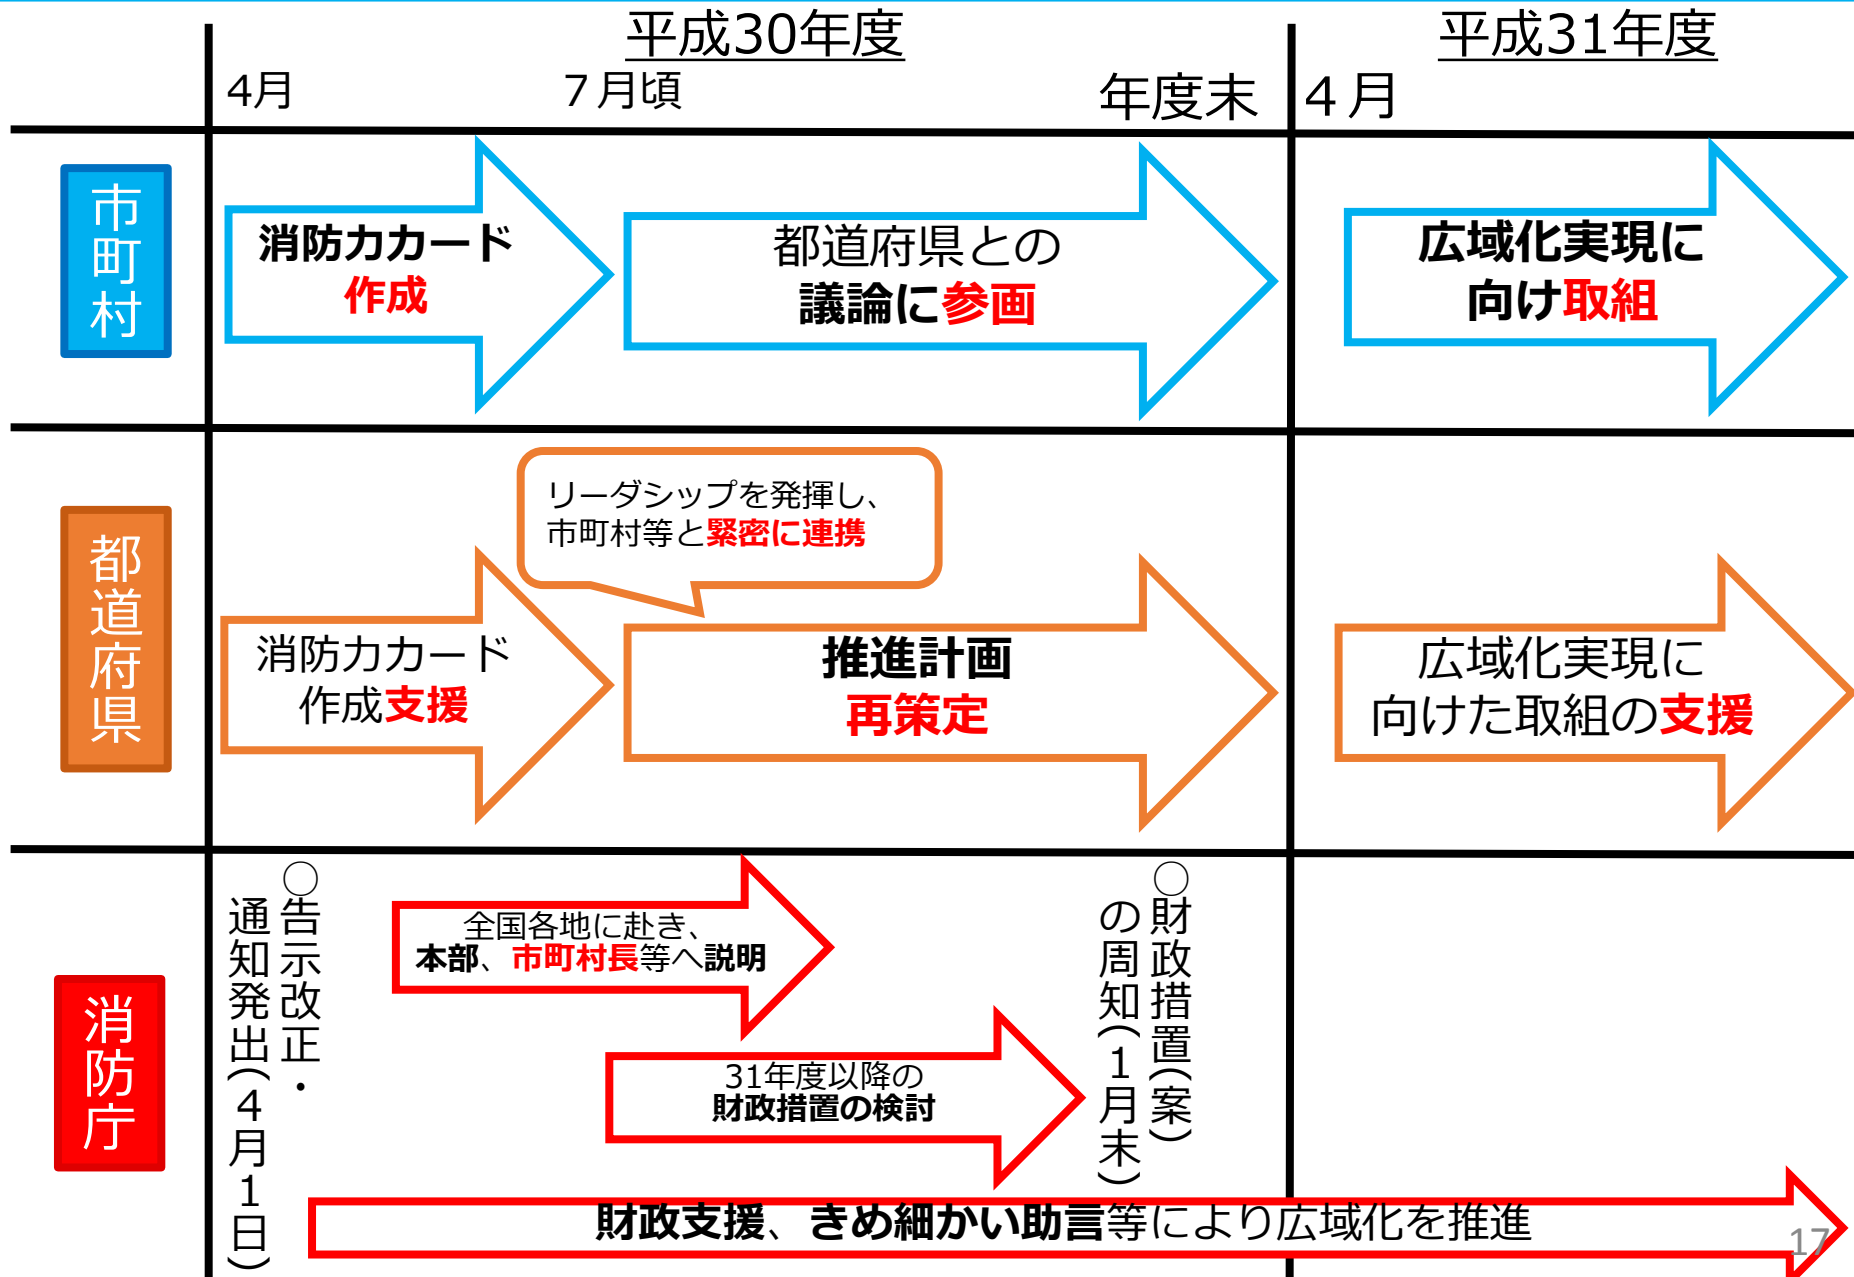 平成30年度
平成31年度
4月
７月頃
年度末
４月
市町村
消防力カード
作成
都道府県との
議論に参画
広域化実現に
向け取組
都道府県
リーダシップを発揮し、
市町村等と緊密に連携
消防力カード
作成支援
推進計画
再策定
広域化実現に
向けた取組の支援
消防庁
○告示改正・
通知発出(４月１日)
全国各地に赴き、
本部、市町村長等へ説明
31年度以降の
財政措置の検討
○財政措置(案)
の周知(１月末)
財政支援、きめ細かい助言等により広域化を推進
17